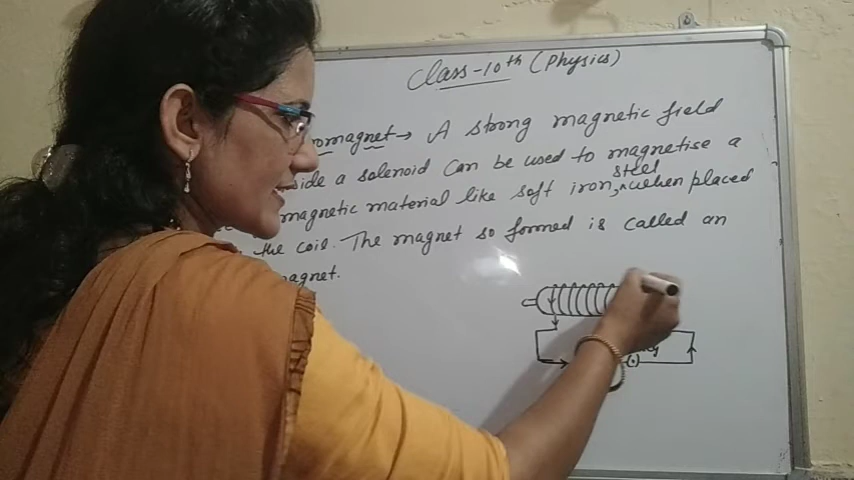 Class-10th (Physics)
omagnet → A strong magnetic field
side a solenoid can be used to magnetise a
magnetic material like soft iron, steel when placed
the coil. The magnet so formed is called an
agnet.